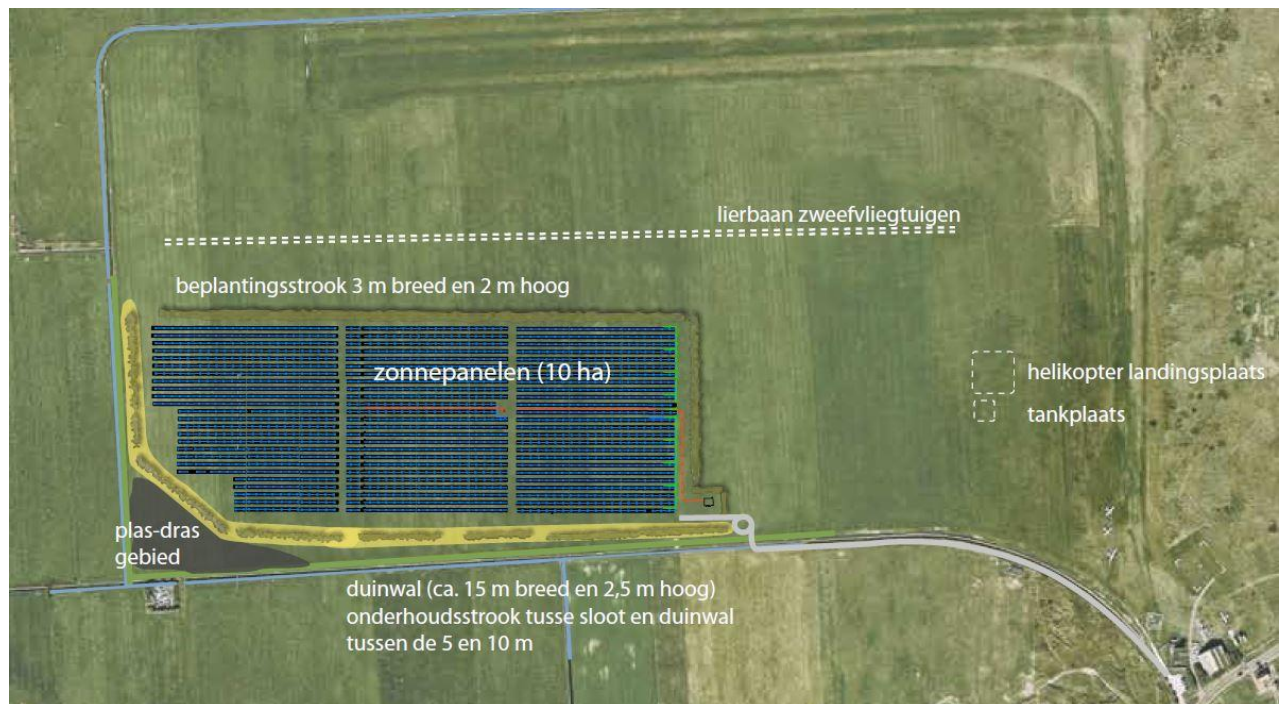 lierbaan zweefvliegtuigen
beplantingsstrook 3 m breed en 2 m hoog
zonnepanelen (10 ha)
helikopter landingsplaats
tankplaats
plas-dras
gebied
duinwal (ca. 15 m breed en 2,5 m hoog)
onderhoudsstrook tusse sloot en duinwal
tussen de 5 en 10 m